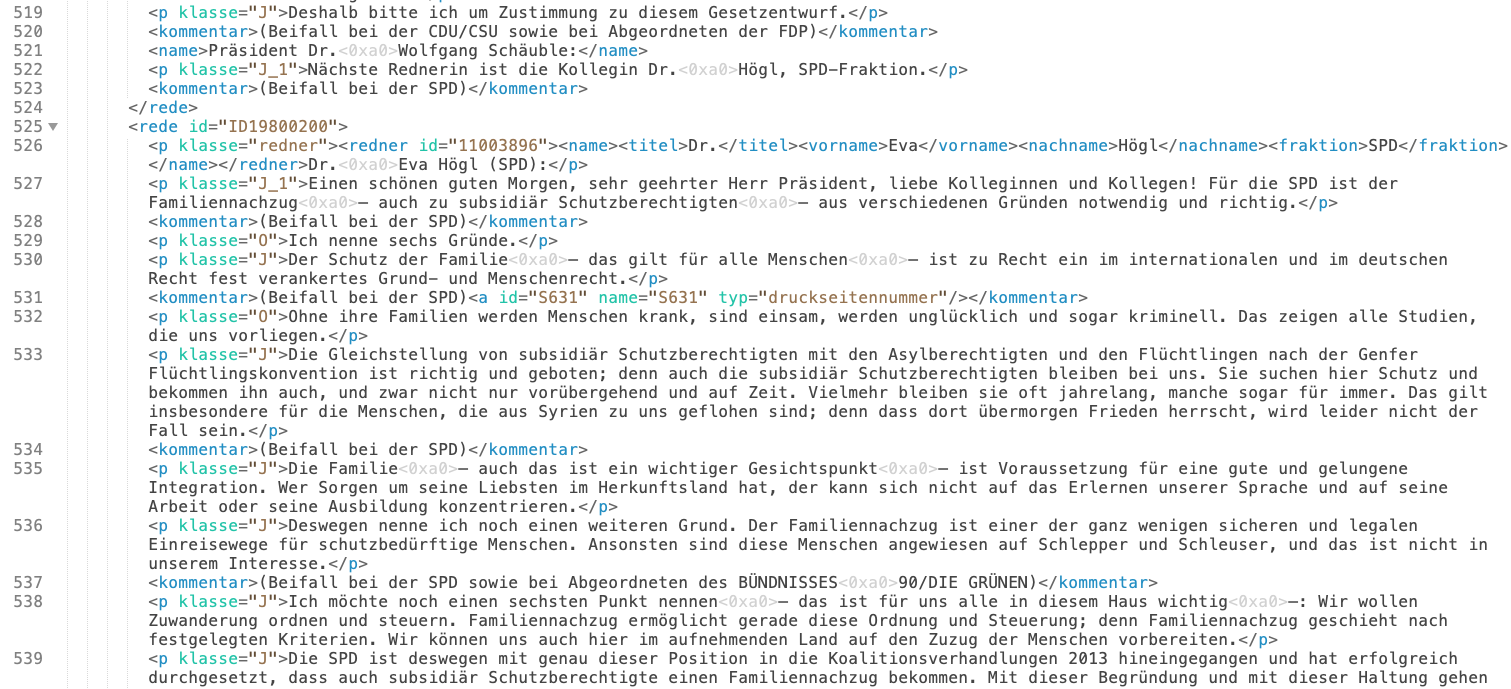 519 <p klasse="J">Deshalb bitte ich um Zustimmung zu diesem Gesetzentwurf.</p>
520 <kommentar>(Beifall bei der CDU/CSU sowie bei Abgeordneten der FDP)</kommentar>
521 <name>Präsident Dr.<0xa0>Wolfgang Schäuble:</name>
522 <p klasse="J_1">Nächste Rednerin ist die Kollegin Dr.<0xa0>Högl, SPD-Fraktion.</p>
523 <kommentar>(Beifall bei der SPD)</kommentar>
524 </rede>
525 <rede id="ID19800200">
526 <p klasse="redner"><redner id="11003896"><name><titel>Dr.</titel><vorname>Eva</vorname><nachname>Högl</nachname><fraktion>SPD</fraktion>
</name></redner>Dr.<0xa0>Eva Högl (SPD):</p>
527 <p klasse="J_1">Einen schönen guten Morgen, sehr geehrter Herr Präsident, liebe Kolleginnen und Kollegen! Für die SPD ist der
Familiennachzug<0xa0>– auch zu subsidiär Schutzberechtigten<0xa0>– aus verschiedenen Gründen notwendig und richtig.</p>
528 <kommentar>(Beifall bei der SPD)</kommentar>
529 <p klasse="O">Ich nenne sechs Gründe.</p>
530 <p klasse="J">Der Schutz der Familie<0xa0>– das gilt für alle Menschen<0xa0>– ist zu Recht ein im internationalen und im deutschen
Recht fest verankertes Grund- und Menschenrecht.</p>
531 <kommentar>(Beifall bei der SPD)<a id="S631" name="S631" typ="druckseitennummer"/></kommentar>
532 <p klasse="O">Ohne ihre Familien werden Menschen krank, sind einsam, werden unglücklich und sogar kriminell. Das zeigen alle Studien,
die uns vorliegen.</p>
533 <p klasse="J">Die Gleichstellung von subsidiär Schutzberechtigten mit den Asylberechtigten und den Flüchtlingen nach der Genfer
Flüchtlingskonvention ist richtig und geboten; denn auch die subsidiär Schutzberechtigten bleiben bei uns. Sie suchen hier Schutz und
bekommen ihn auch, und zwar nicht nur vorübergehend und auf Zeit. Vielmehr bleiben sie oft jahrelang, manche sogar für immer. Das gilt
insbesondere für die Menschen, die aus Syrien zu uns geflohen sind; denn dass dort übermorgen Frieden herrscht, wird leider nicht der
Fall sein.</p>
534 <kommentar>(Beifall bei der SPD)</kommentar>
535 <p klasse="J">Die Familie<0xa0>– auch das ist ein wichtiger Gesichtspunkt<0xa0>– ist Voraussetzung für eine gute und gelungene
Integration. Wer Sorgen um seine Liebsten im Herkunftsland hat, der kann sich nicht auf das Erlernen unserer Sprache und auf seine
Arbeit oder seine Ausbildung konzentrieren.</p>
536 <p klasse="J">Deswegen nenne ich noch einen weiteren Grund. Der Familiennachzug ist einer der ganz wenigen sicheren und legalen
Einreisewege für schutzbedürftige Menschen. Ansonsten sind diese Menschen angewiesen auf Schlepper und Schleuser, und das ist nicht in
unserem Interesse.</p>
537 <kommentar>(Beifall bei der SPD sowie bei Abgeordneten des BÜNDNISSES<0xa0>90/DIE GRÜNEN)</kommentar>
538 <p klasse="J">Ich möchte noch einen sechsten Punkt nennen<0xa0>– das ist für uns alle in diesem Haus wichtig<0xa0>–: Wir wollen
Zuwanderung ordnen und steuern. Familiennachzug ermöglicht gerade diese Ordnung und Steuerung; denn Familiennachzug geschieht nach
festgelegten Kriterien. Wir können uns auch hier im aufnehmenden Land auf den Zuzug der Menschen vorbereiten.</p>
539 <p klasse="J">Die SPD ist deswegen mit genau dieser Position in die Koalitionsverhandlungen 2013 hineingegangen und hat erfolgreich
durchgesetzt, dass auch subsidiär Schutzberechtigte einen Familiennachzug bekommen. Mit dieser Begründung und mit dieser Haltung gehen